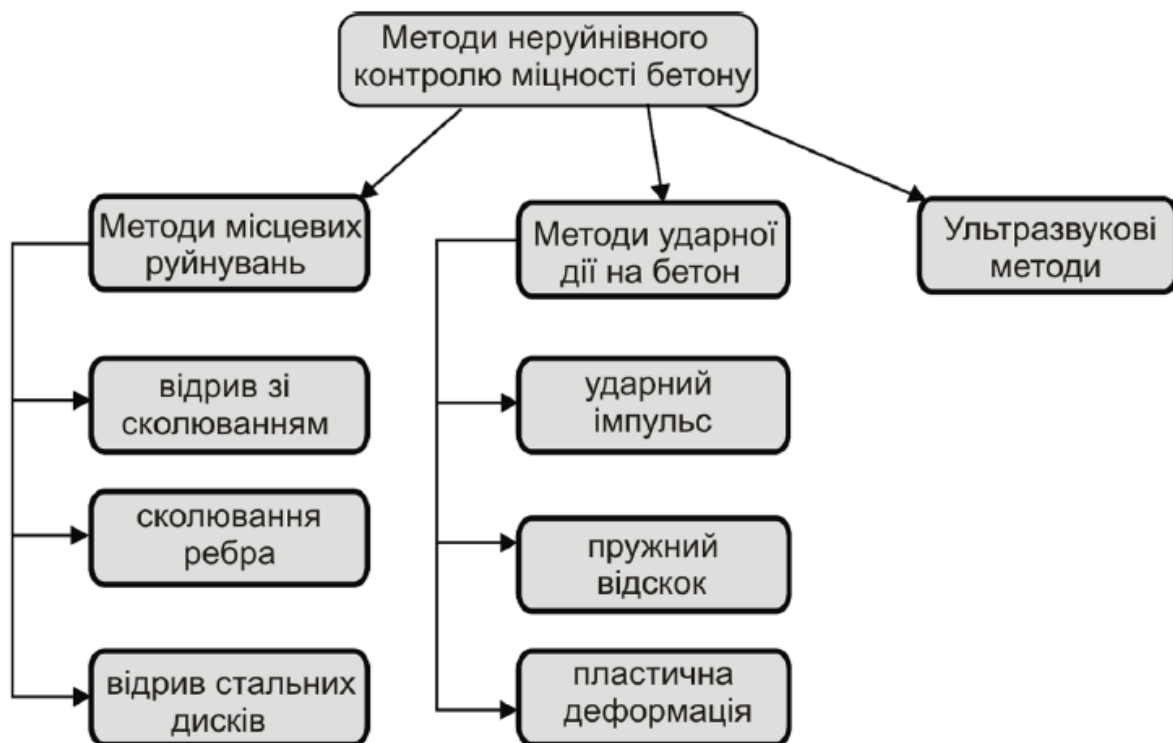 Методи неруйнівного
контролю міцності бетону
Методи місцевих
руйнувань
Методи ударної
дії на бетон
Ультразвукові
методи
відрив зі
сколюванням
ударний
імпульс
сколювання
ребра
пружний
відскок
відрив стальних
дисків
пластична
деформація